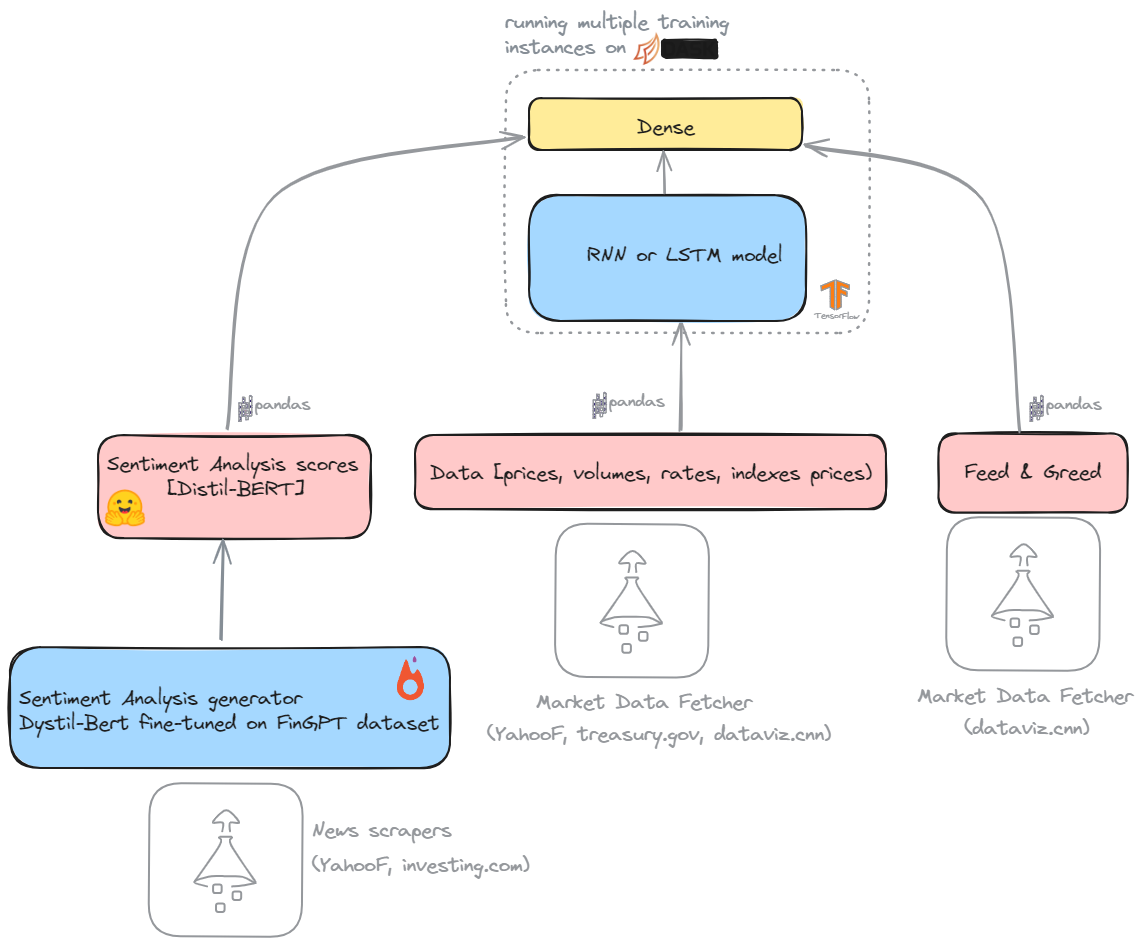 running multiple training
instances on
Dense
RNN or LSTM model
TensorFlow
pandas
pandas
pandas
Sentiment Analysis scores
[Distil-BERT]
Data [prices, volumes, rates, indexes prices)
Feed & Greed
Sentiment Analysis generator
Dystil-Bert fine-tuned on FinGPT dataset
Market Data Fetcher
(YahooF, treasury.gov, dataviz.cnn)
Market Data Fetcher
(dataviz.cnn)
News scrapers
(YahooF, investing.com)